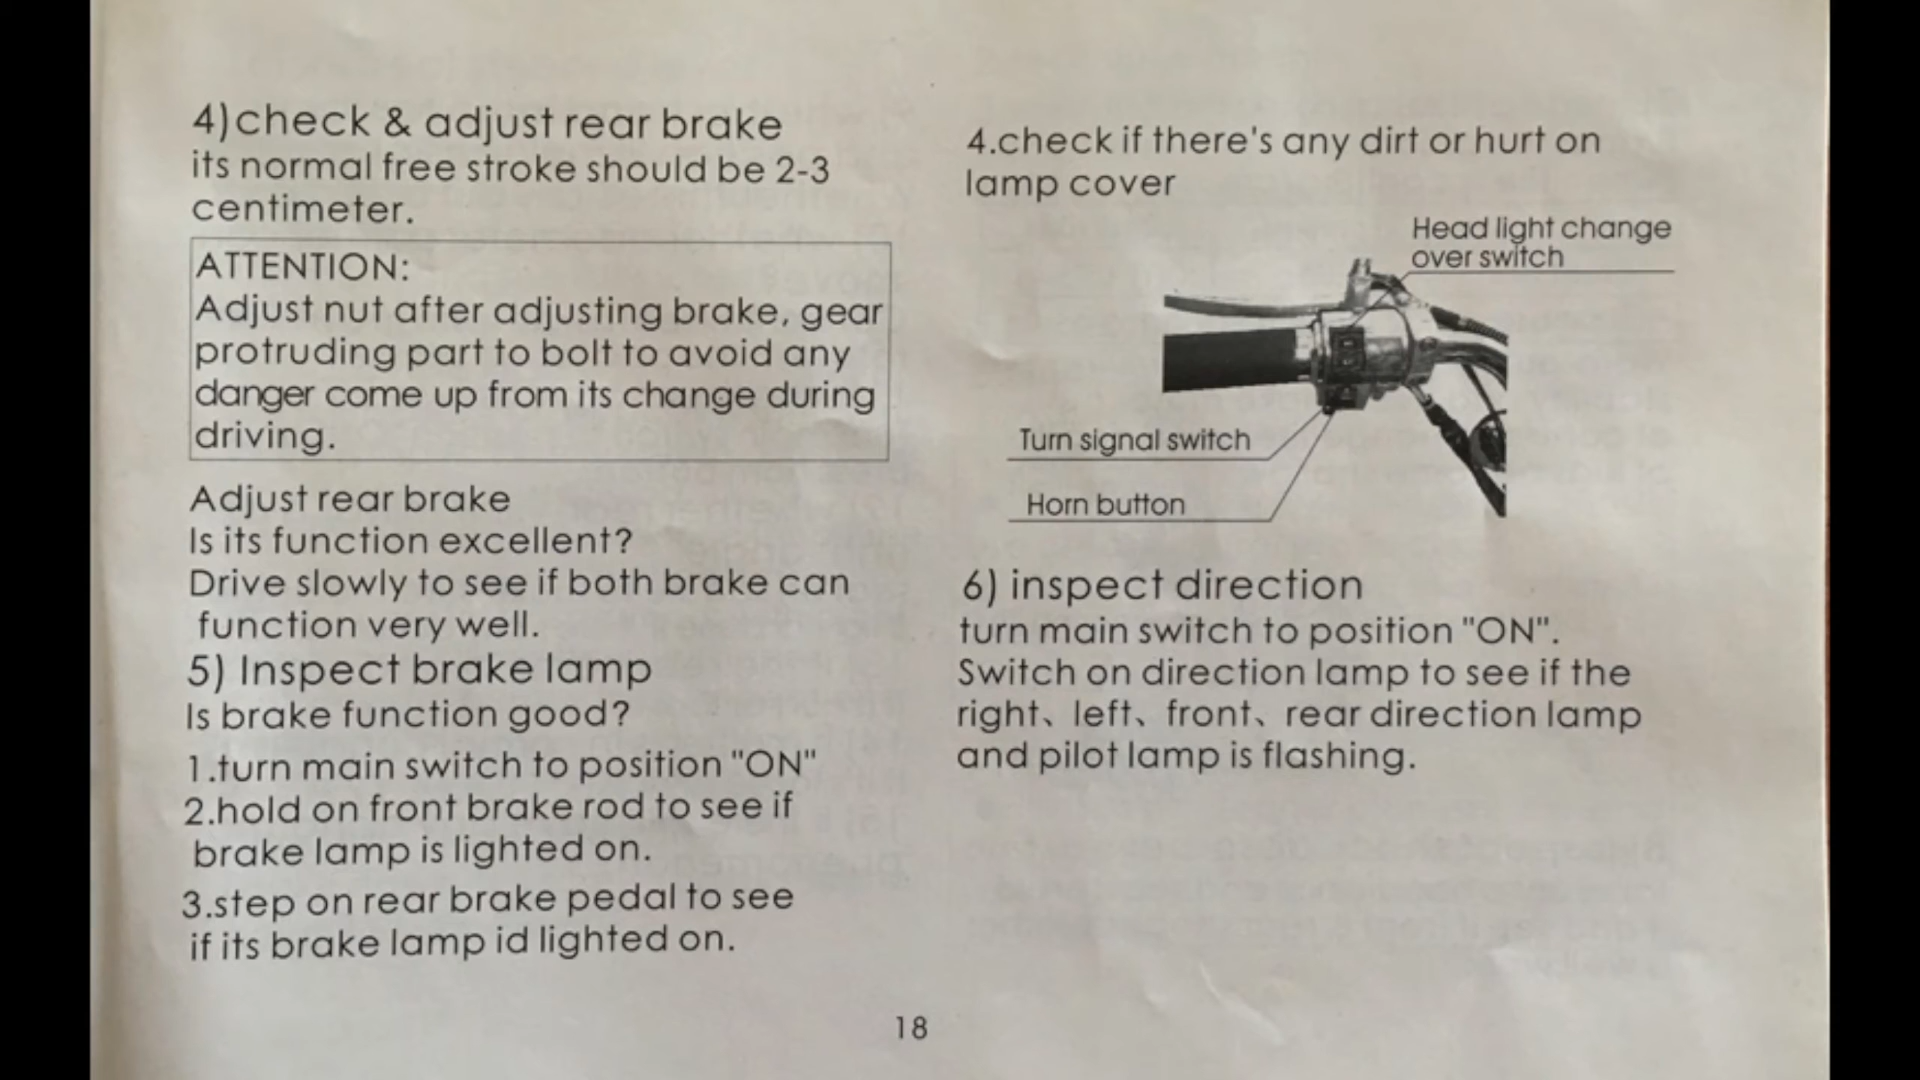 4)check & adjust rear brake
its normal free stroke should be 2-3
centimeter.
ATTENTION:
Adjust nut after adjusting brake, gear
protruding part to bolt to avoid any
danger come up from its change during
driving.
Adjust rear brake
Is its function excellent?
Drive slowly to see if both brake can
function very well.
5) Inspect brake lamp
Is brake function good?
1.turn main switch to position "ON"
2.hold on front brake rod to see if
brake lamp is lighted on.
3.step on rear brake pedal to see
if its brake lamp id lighted on.
4.check if there's any dirt or hurt on
lamp cover
Head light change
over switch
Turn signal switch
Horn button
6) inspect direction
turn main switch to position "ON".
Switch on direction lamp to see if the
right、left、front、rear direction lamp
and pilot lamp is flashing.
18